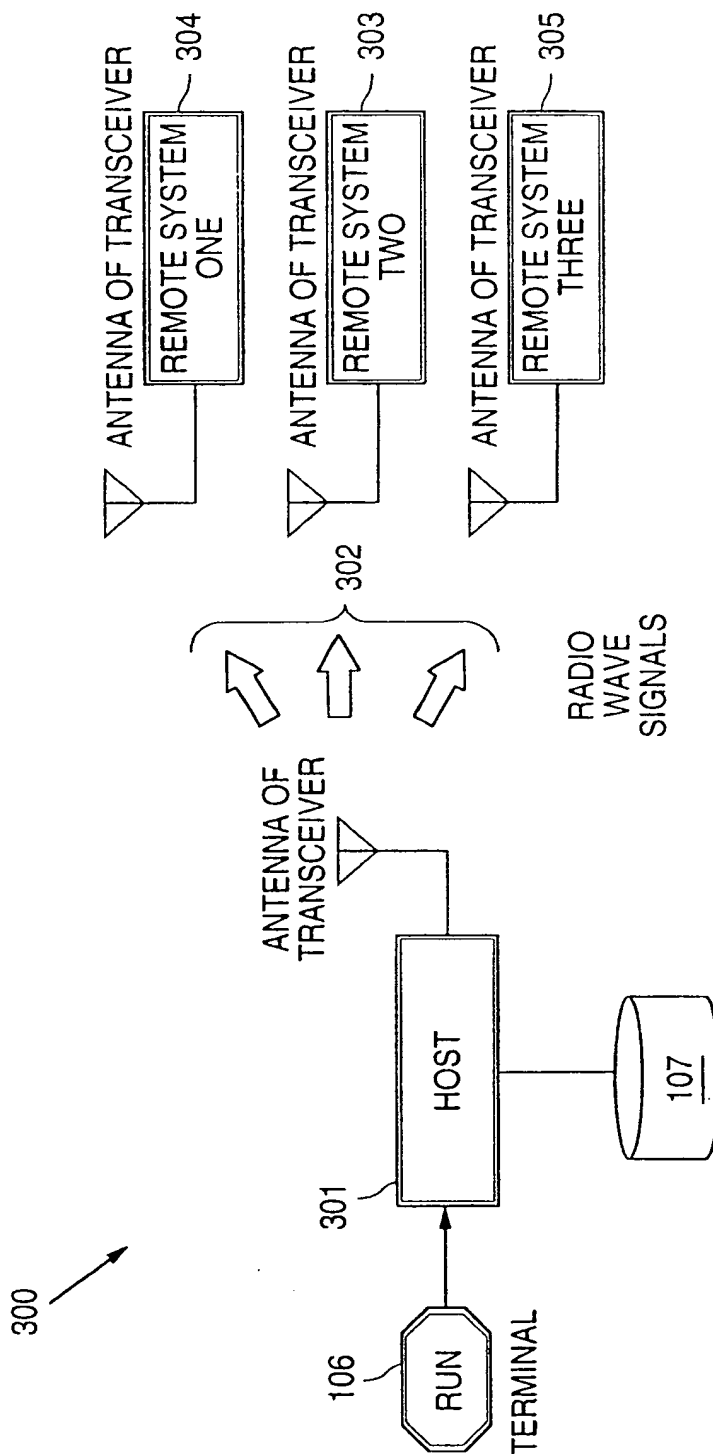 300
106
RUN
TERMINAL
301
HOST
107
ANTENNA OF
TRANSCEIVER
302
RADIO
WAVE
SIGNALS
ANTENNA OF TRANSCEIVER
304
REMOTE SYSTEM
ONE
ANTENNA OF TRANSCEIVER
303
REMOTE SYSTEM
TWO
ANTENNA OF TRANSCEIVER
305
REMOTE SYSTEM
THREE